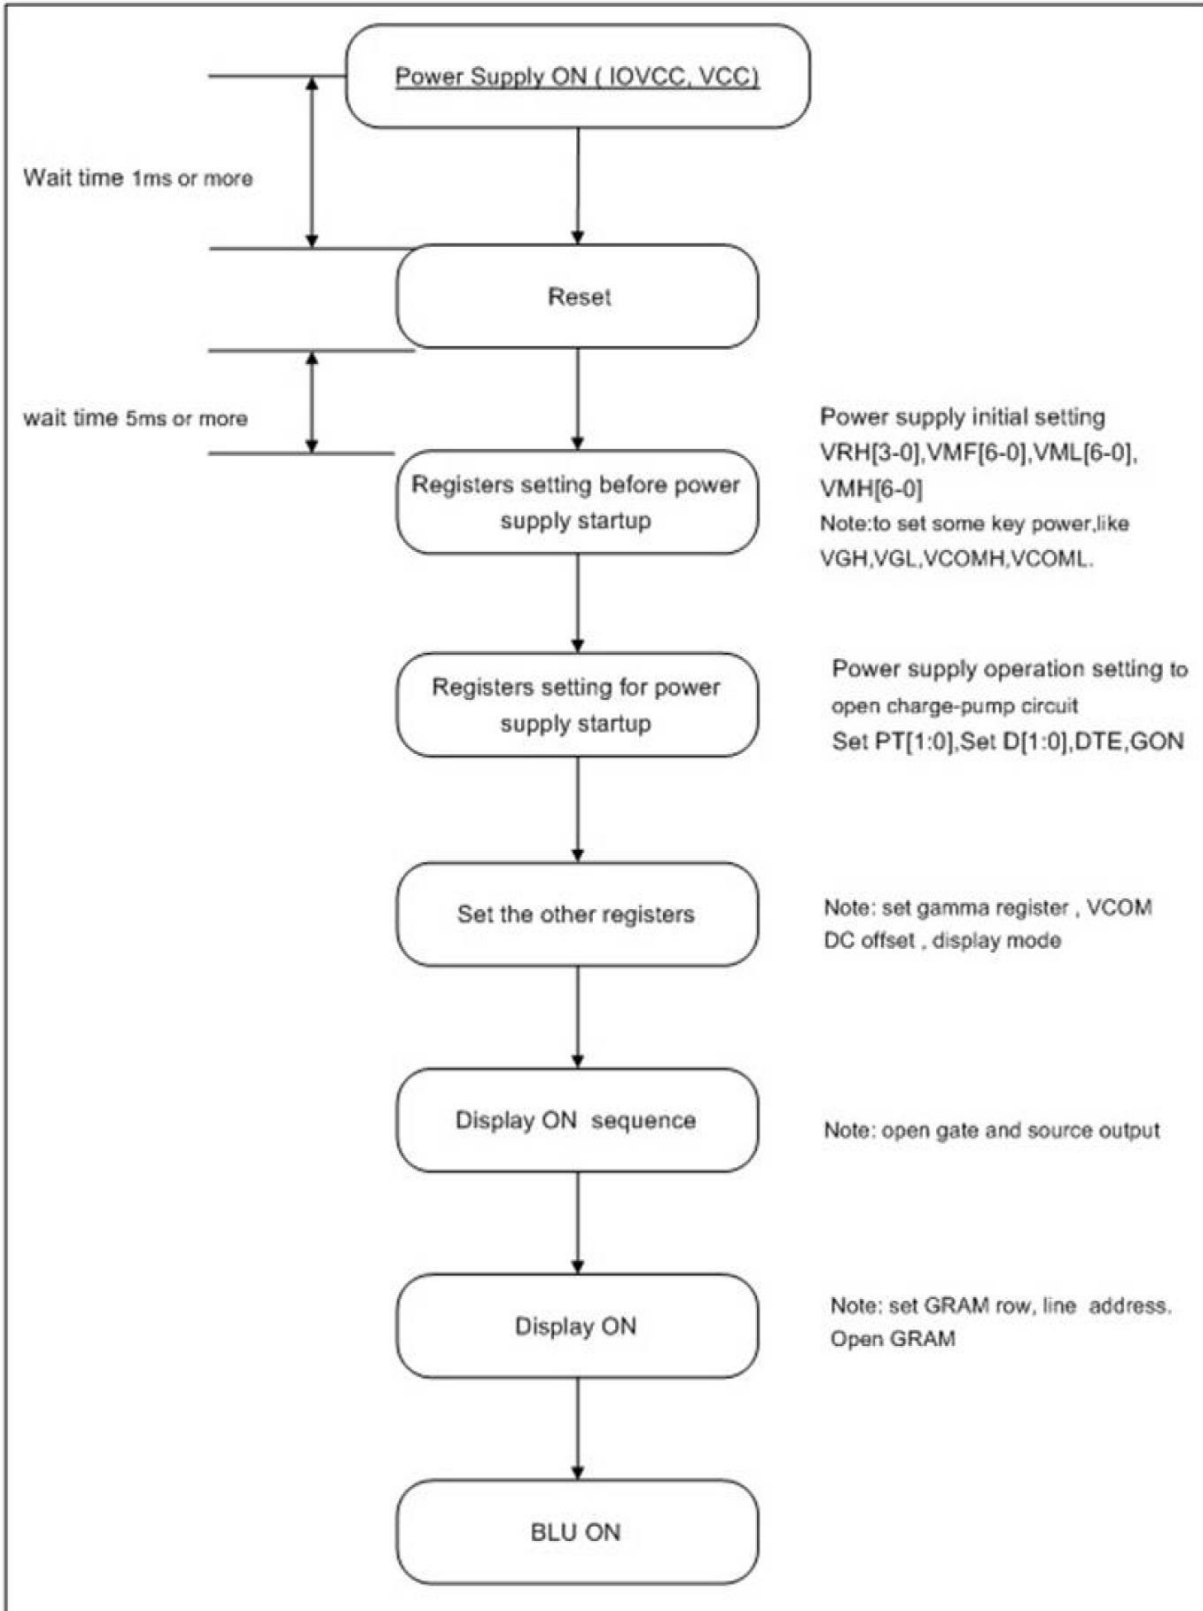 Power Supply ON ( IOVCC, VCC)
Wait time 1ms or more
Reset
wait time 5ms or more
Registers setting before power
supply startup
Power supply initial setting
VRH[3-0],VMF[6-0],VML[6-0],
VMH[6-0]
Note:to set some key power,like
VGH,VGL,VCOMH,VCOML.
Registers setting for power
supply startup
Power supply operation setting to
open charge-pump circuit
Set PT[1:0],Set D[1:0],DTE,GON
Set the other registers
Note: set gamma register , VCOM
DC offset , display mode
Display ON  sequence
Note: open gate and source output
Display ON
Note: set GRAM row, line  address.
Open GRAM
BLU ON